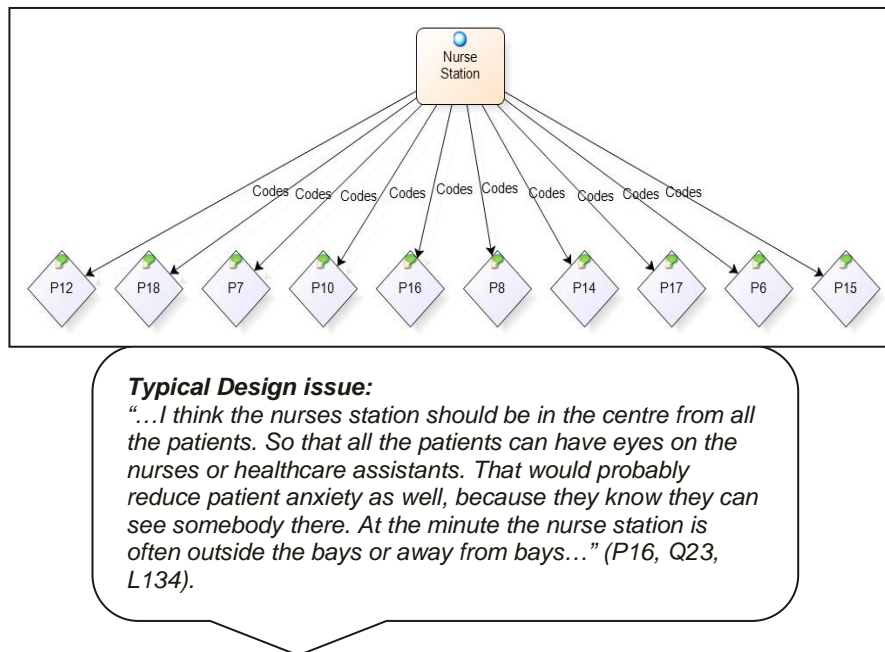 Nurse
Station
Codes Codes Codes Codes Codes Codes Codes Codes Codes Codes
P12 P18 P7 P10 P16 P8 P14 P17 P6 P15
Typical Design issue:
“…I think the nurses station should be in the centre from all
the patients. So that all the patients can have eyes on the
nurses or healthcare assistants. That would probably
reduce patient anxiety as well, because they know they can
see somebody there. At the minute the nurse station is
often outside the bays or away from bays…” (P16, Q23,
L134).